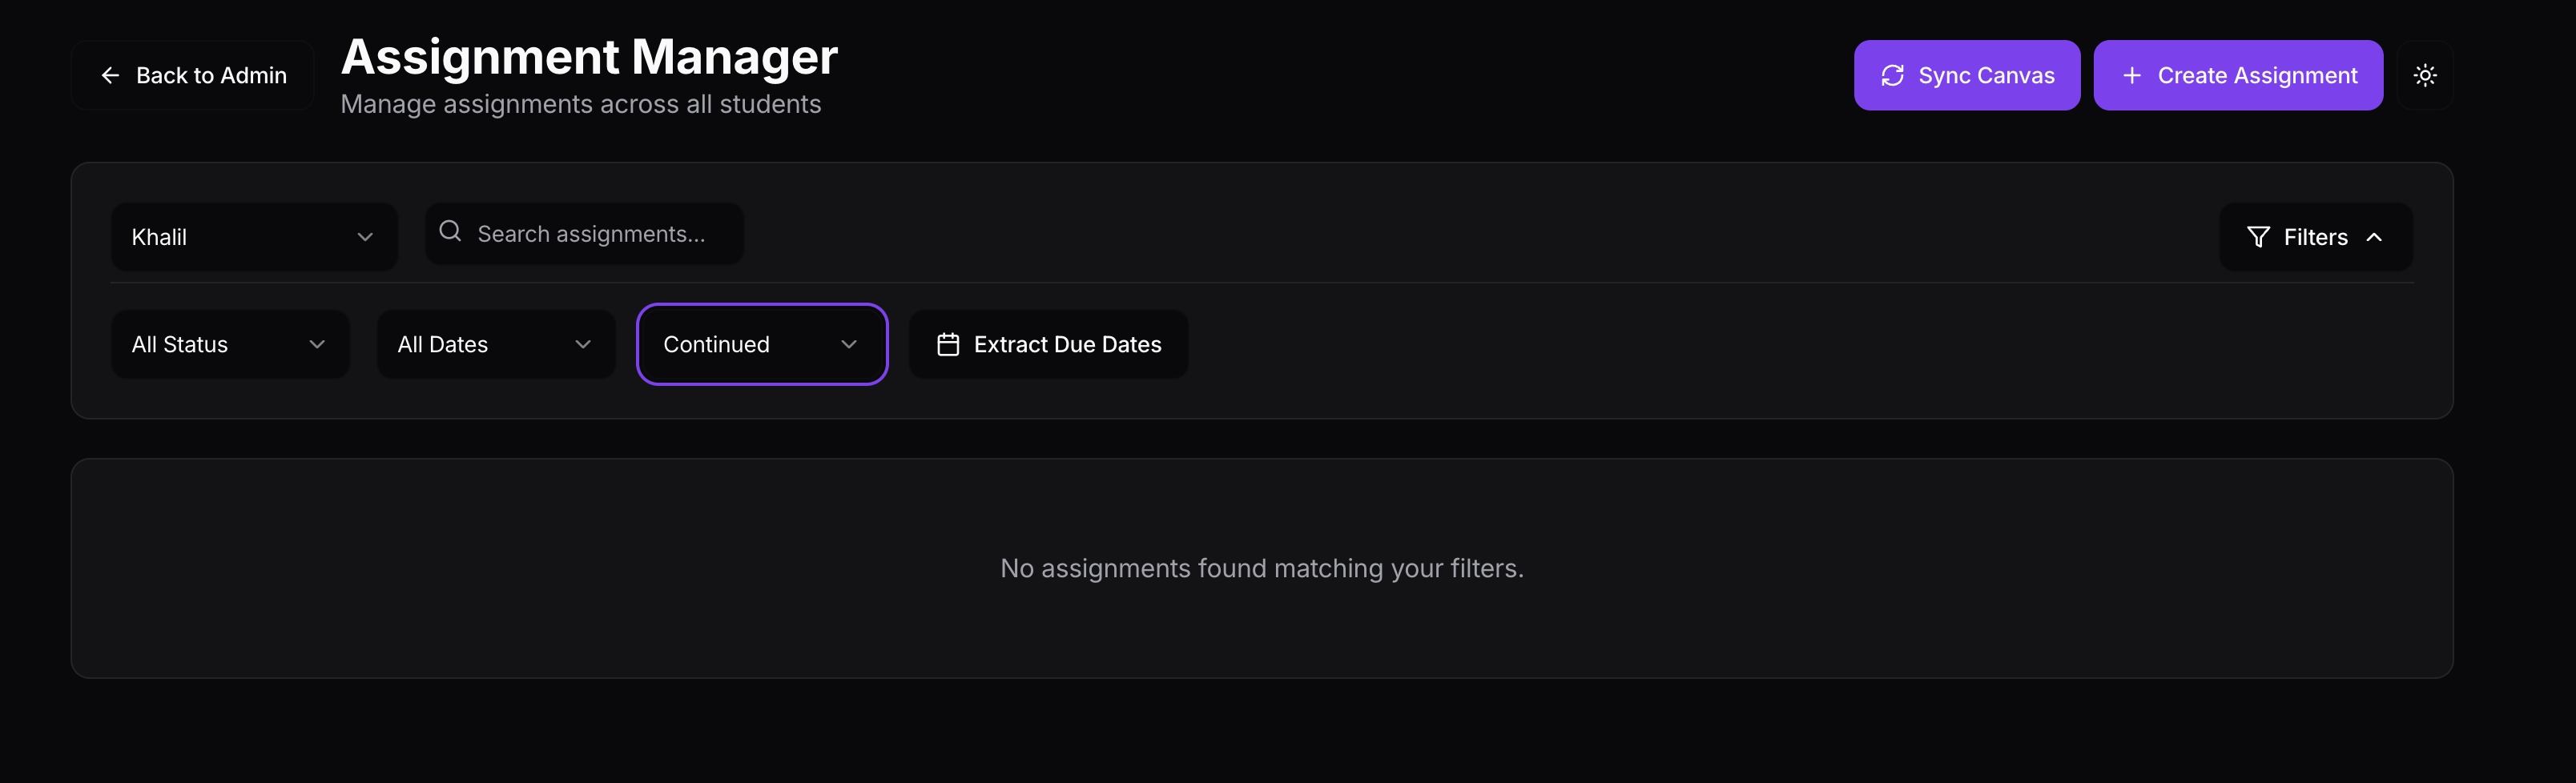 Back to Admin
Assignment Manager
Manage assignments across all students
Sync Canvas
Create Assignment
Khalil
Search assignments...
Filters
All Status
All Dates
Continued
Extract Due Dates
No assignments found matching your filters.